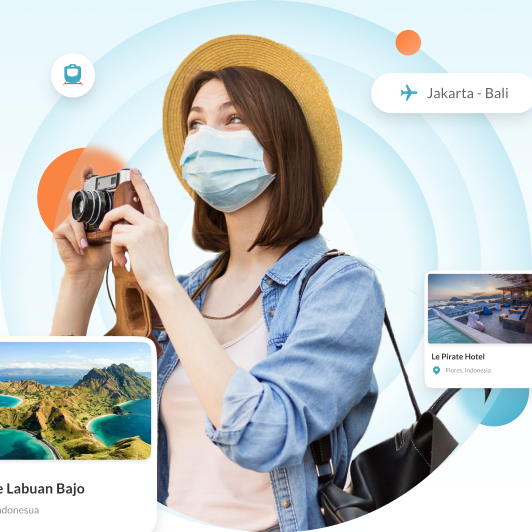 Jakarta - Bali
Le Pirate Hotel
Flores, Indonesia
e Labuan Bajo
ndonesua